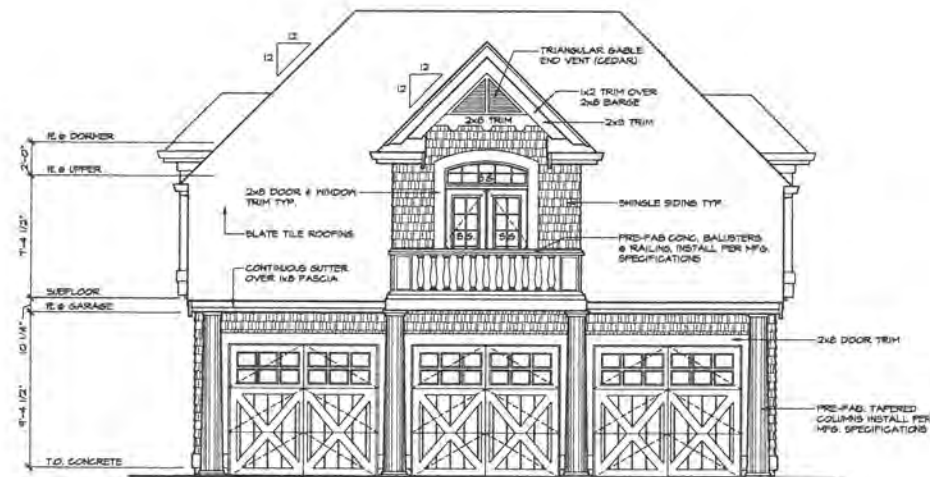 12
12
12
12
TRIANGULAR GABLE
END VENT (CEDAR)
1x2 TRIM OVER
2x8 BARGE
2x8 TRIM
2x8 TRIM
PL @ DORMER
2'-0"
PL @ UPPER
2x8 DOOR & WINDOW
TRIM TYP.
S.G.
SHINGLE SIDING TYP.
SLATE TILE ROOFING
S.G.
S.G.
PRE-FAB CONC. BALISTERS
& RAILING, INSTALL PER MFG.
SPECIFICATIONS
7'-4 1/2"
CONTINUOUS GUTTER
OVER 1x8 FASCIA
SUBFLOOR
PL @ GARAGE
10 1/8"
2x8 DOOR TRIM
9'-4 1/2"
PRE-FAB. TAPERED
COLUMNS INSTALL PER
MFG. SPECIFICATIONS
T.O. CONCRETE